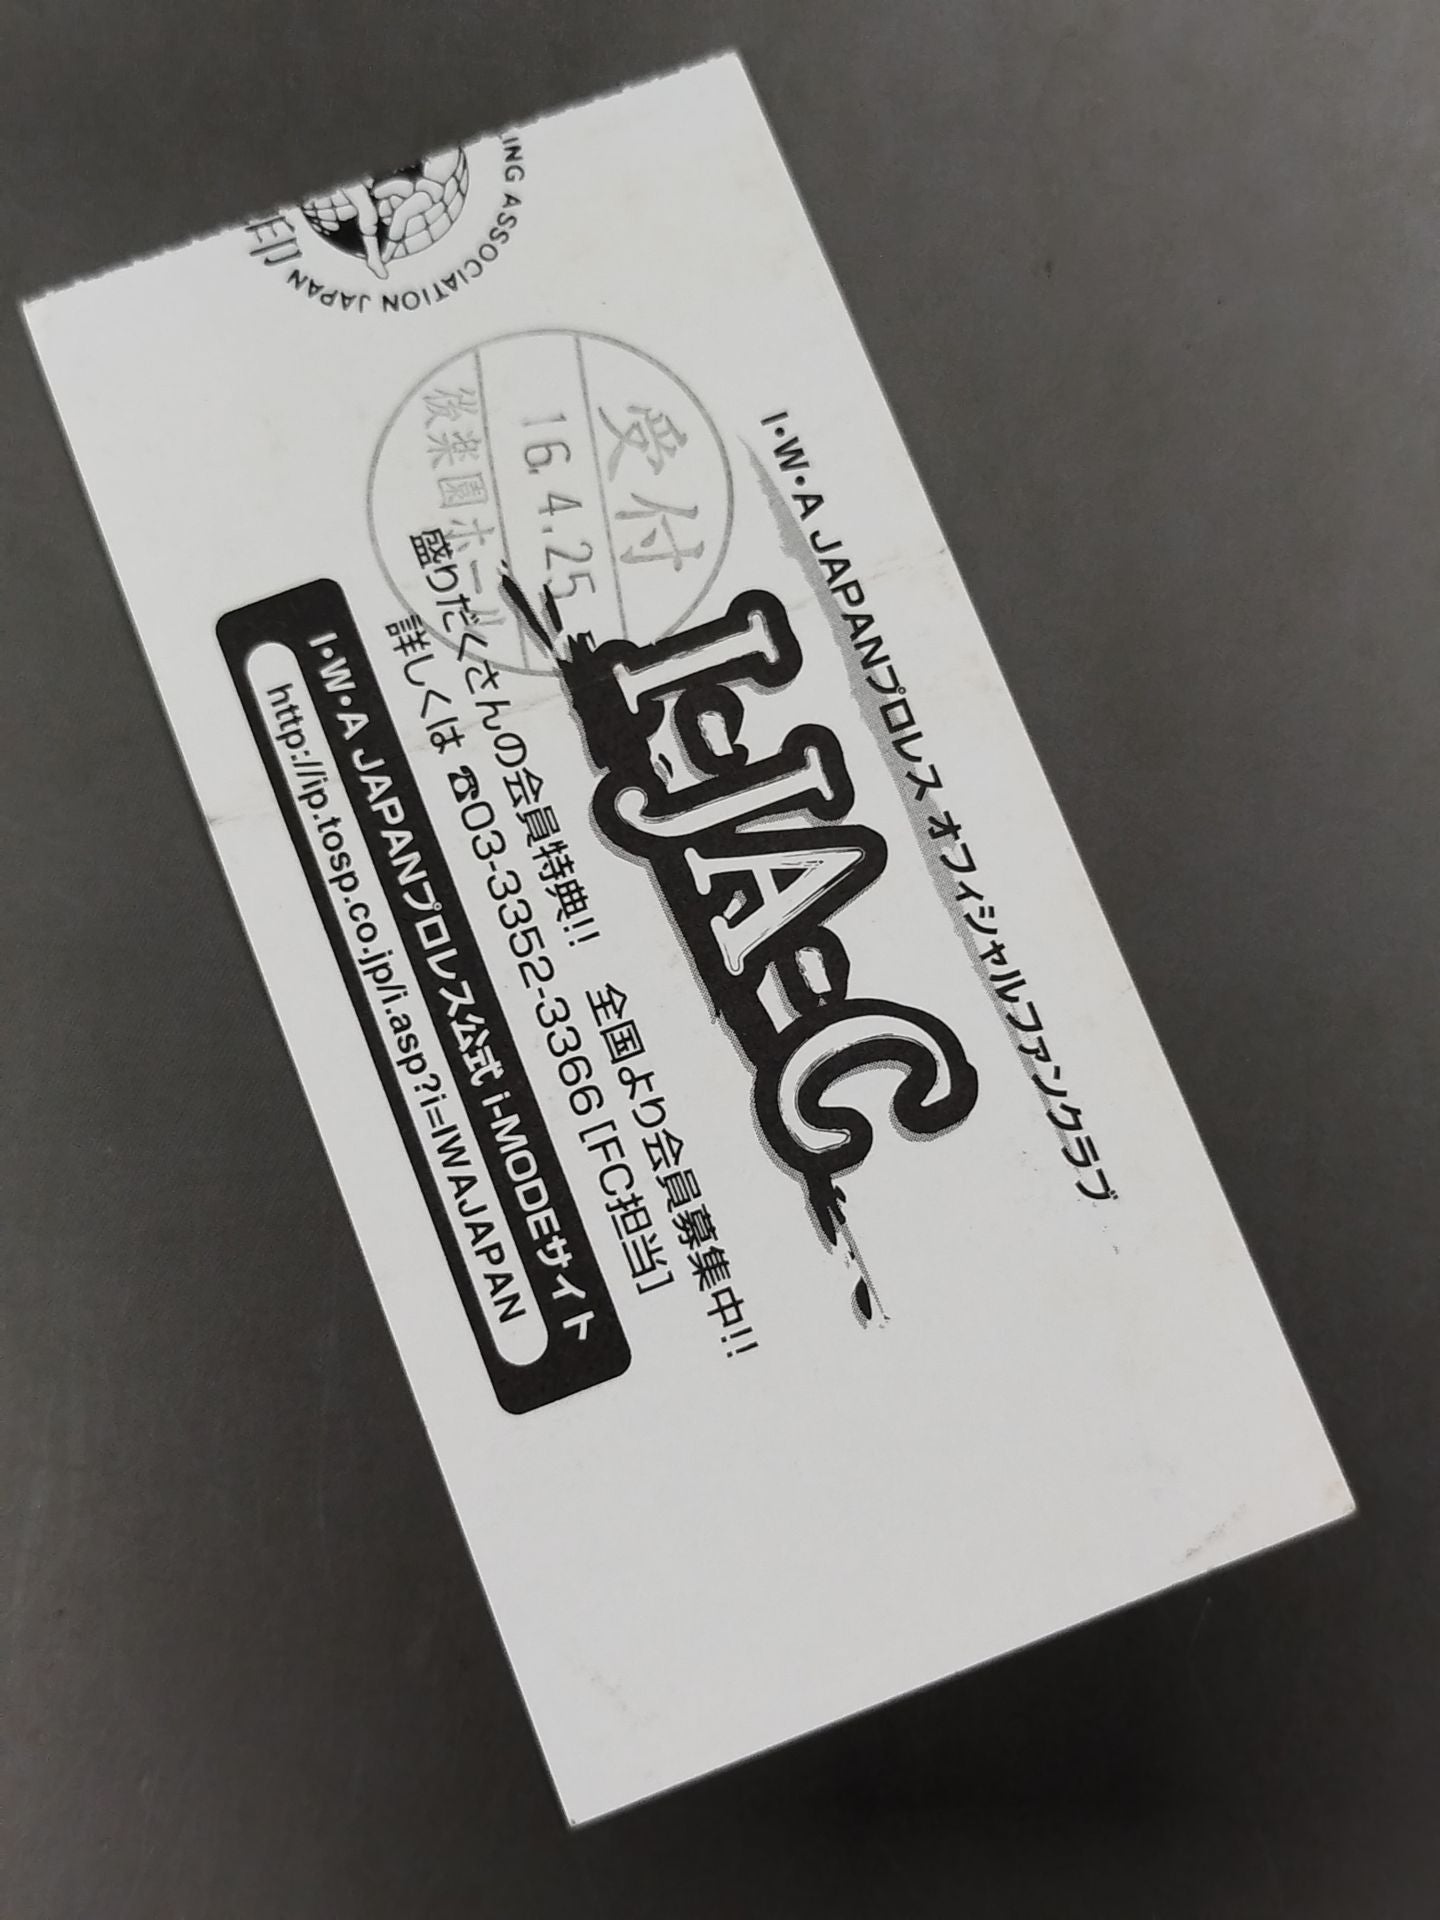 LING ASSOCIATION JAPAN
印
受付
16.4.25
後楽園ホール
I・W・A JAPANプロレス オフィシャルファンクラブ
I・JA・C
盛りだくさんの会員特典!! 全国より会員募集中!!
詳しくは ☎03-3352-3366[FC担当]
I・W・A JAPANプロレス公式 i-MODEサイト
http://ip.tosp.co.jp/i.asp?i=IWAJAPAN